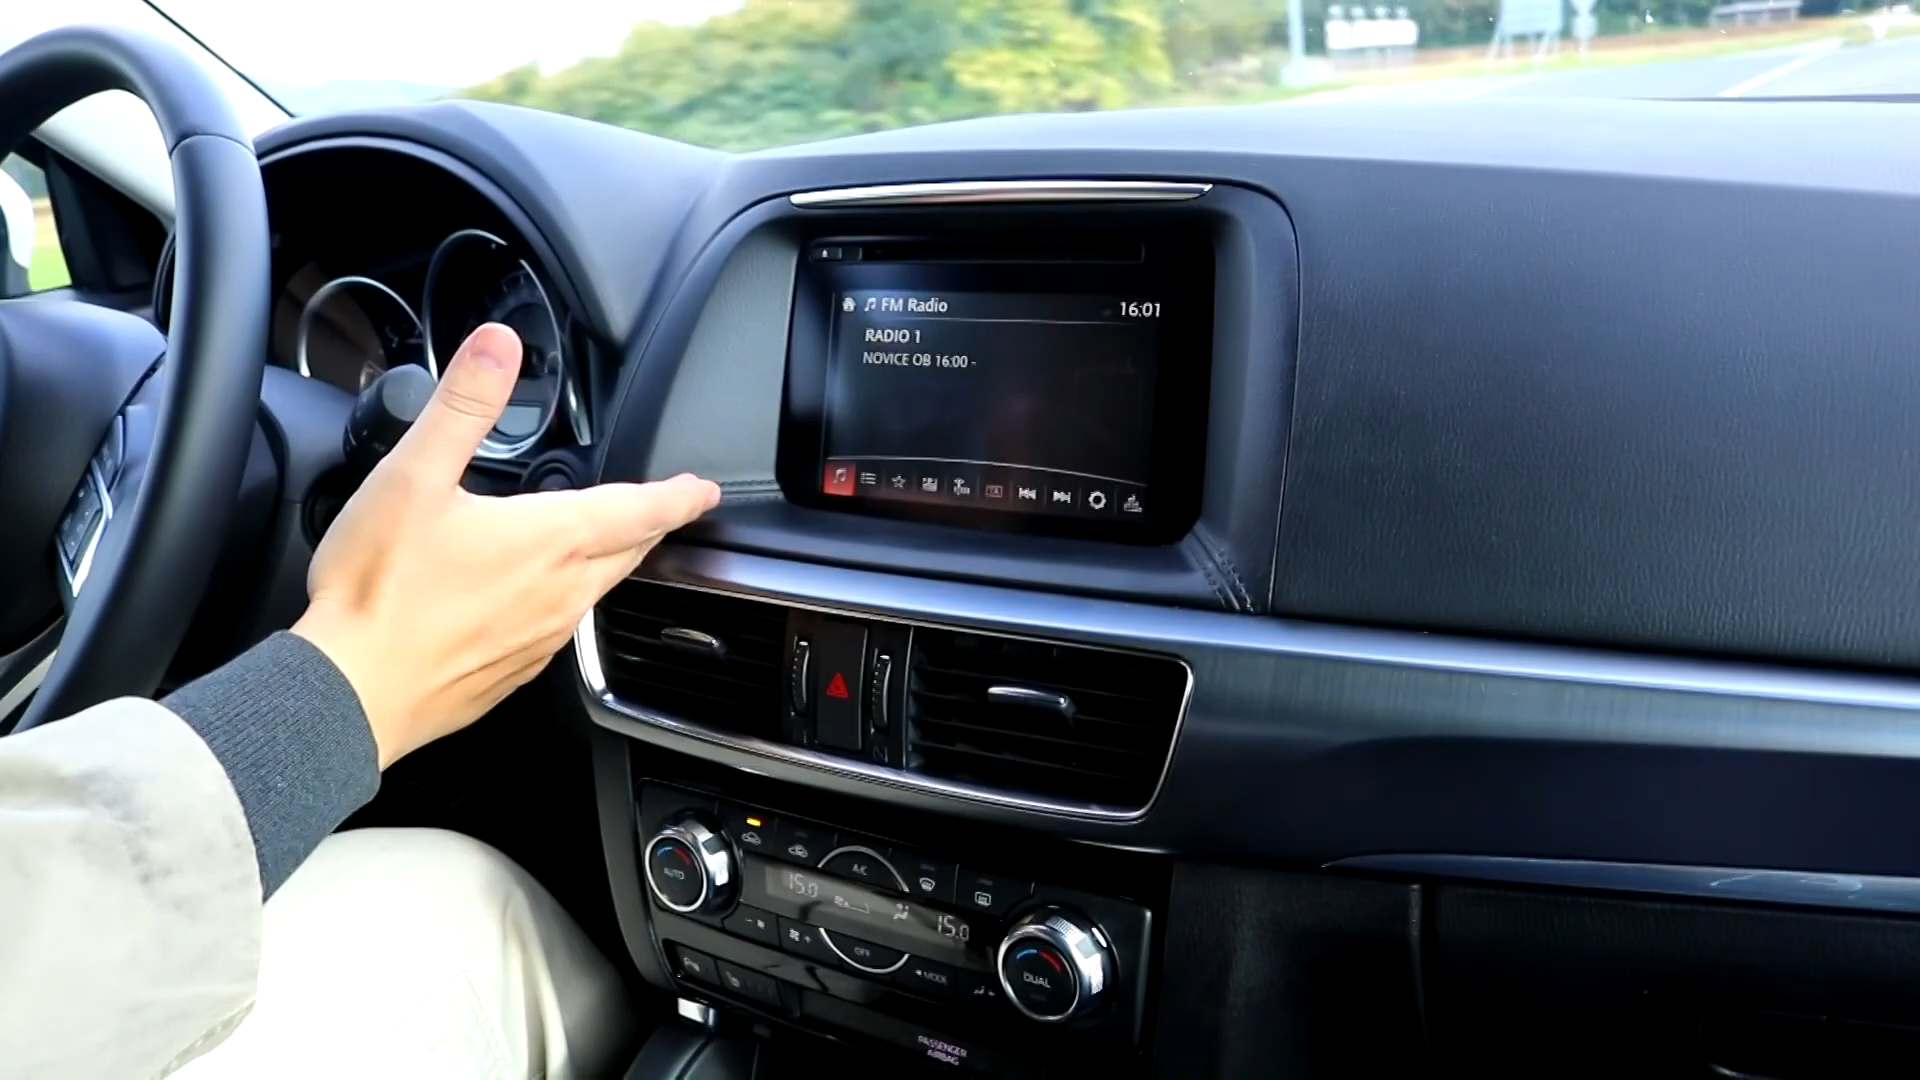 FM Radio 16:01
RADIO 1
NOVICE OB 16:00 -
TA
AUTO
A/C
15.0
15.0
OFF
MODE
DUAL
PASSENGER
AIRBAG